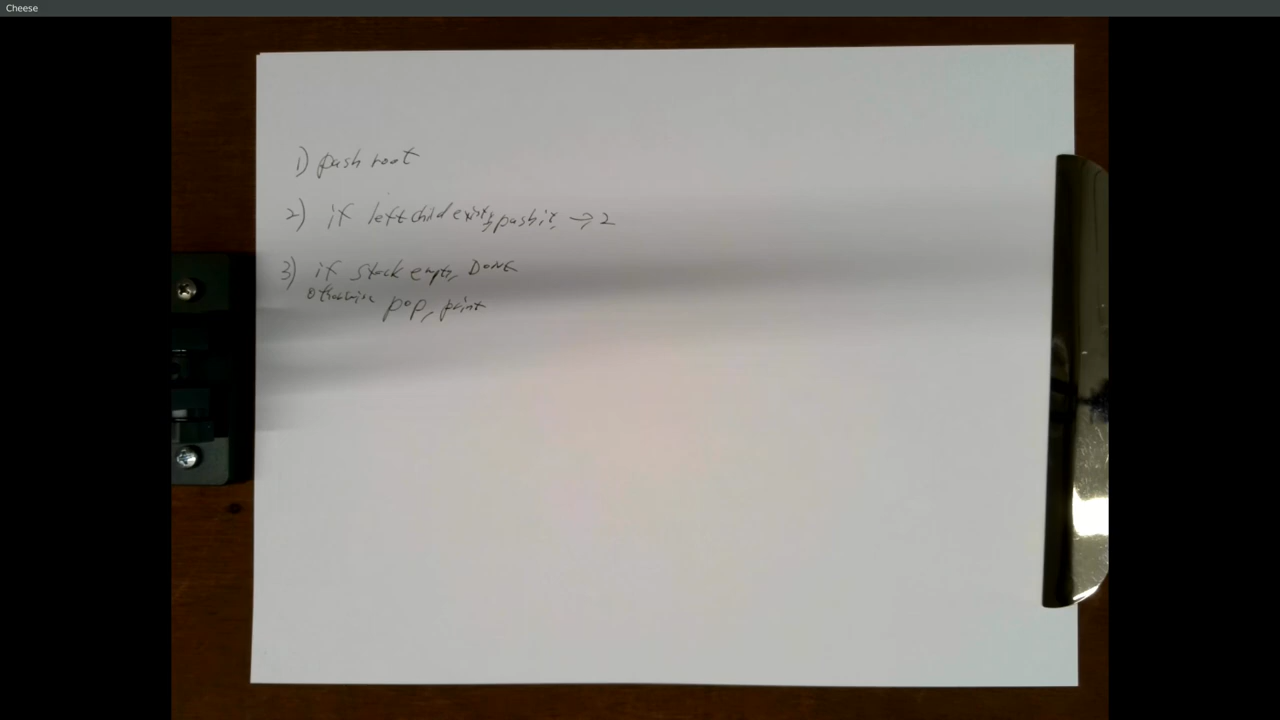 Cheese
1) push root
2) if left child exists, push it, → 2
3) if stack empty, DONE
otherwise pop, print